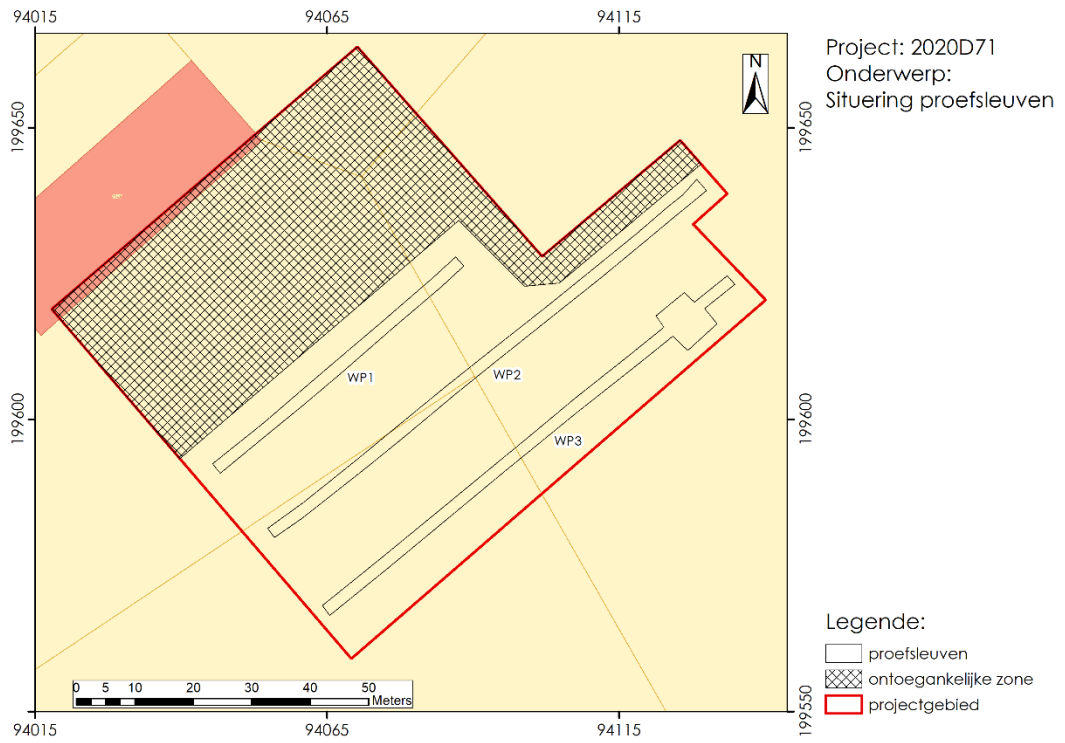 94015 94065 94115
Project: 2020D71
Onderwerp:
Situering proefsleuven
N
199650 199650
WP1
WP2
199600 199600
WP3
Legende:
proefsleuven
ontoegankelijke zone
projectgebied
0 5 10 20 30 40 50
Meters
199550
94015 94065 94115